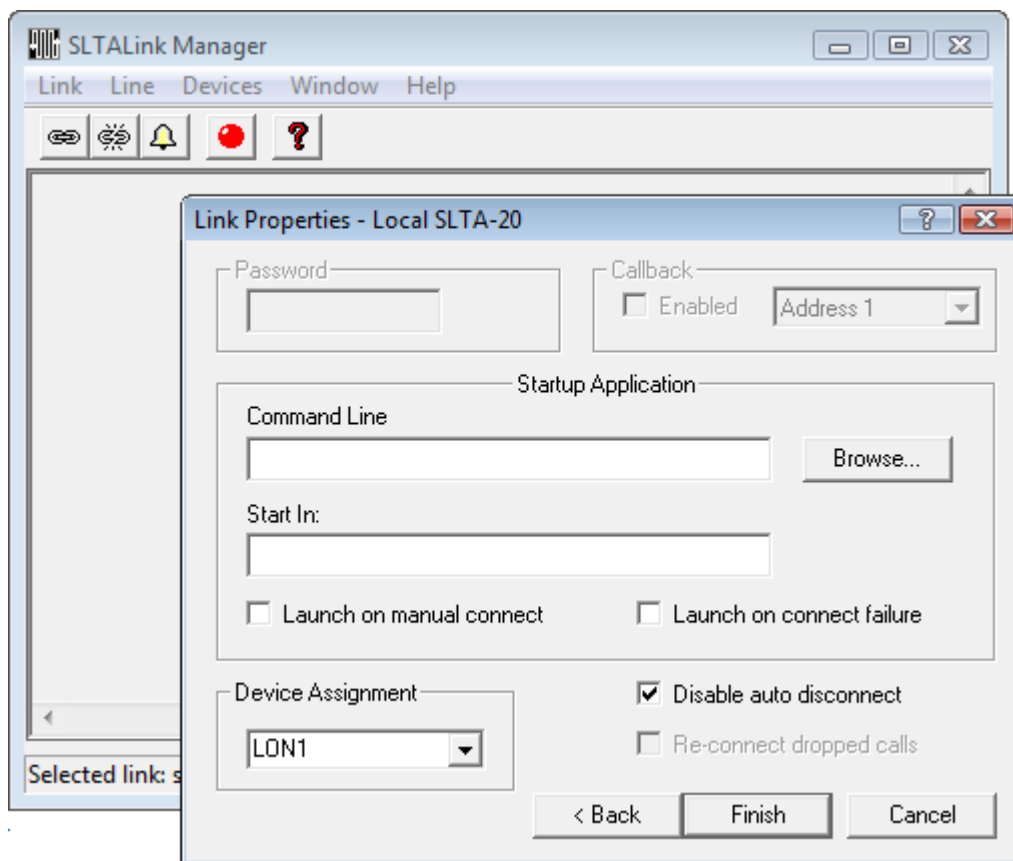 SLTALink Manager
Link Line Devices Window Help
Link Properties - Local SLTA-20
Password
Callback
Enabled
Address 1
Startup Application
Command Line
Browse...
Start In:
Launch on manual connect
Launch on connect failure
Device Assignment
Disable auto disconnect
LON1
Re-connect dropped calls
Selected link: s
< Back
Finish
Cancel